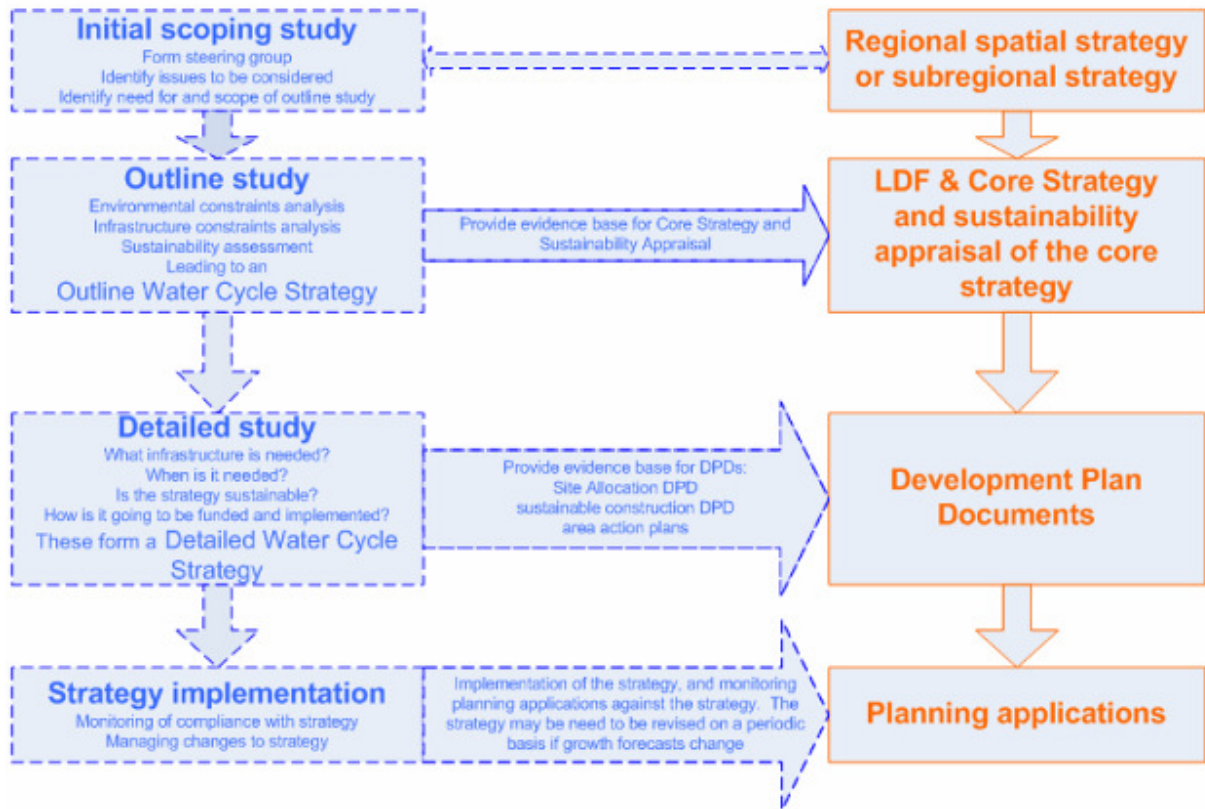 Initial scoping study
Form steering group
Identify issues to be considered
Identify need for and scope of outline study
Regional spatial strategy
or subregional strategy
Outline study
Environmental constraints analysis
Infrastructure constraints analysis
Sustainability assessment
Leading to an
Outline Water Cycle Strategy
Provide evidence base for Core Strategy and
Sustainability Appraisal
LDF & Core Strategy
and sustainability
appraisal of the core
strategy
Detailed study
What infrastructure is needed?
When is it needed?
Is the strategy sustainable?
How is it going to be funded and implemented?
These form a Detailed Water Cycle
Strategy
Provide evidence base for DPDs:
Site Allocation DPD
sustainable construction DPD
area action plans
Development Plan
Documents
Strategy implementation
Monitoring of compliance with strategy
Managing changes to strategy
Implementation of the strategy, and monitoring
planning applications against the strategy. The
strategy may be need to be revised on a periodic
basis if growth forecasts change
Planning applications